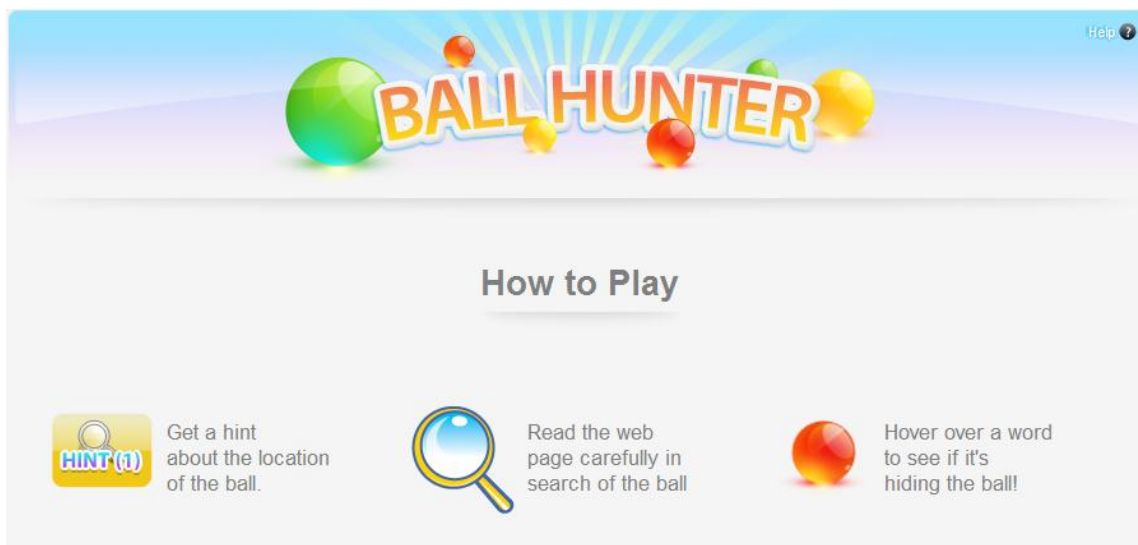 Help ?
BALL HUNTER
How to Play
HINT (1)
Get a hint
about the location
of the ball.
Read the web
page carefully in
search of the ball
Hover over a word
to see if it's
hiding the ball!